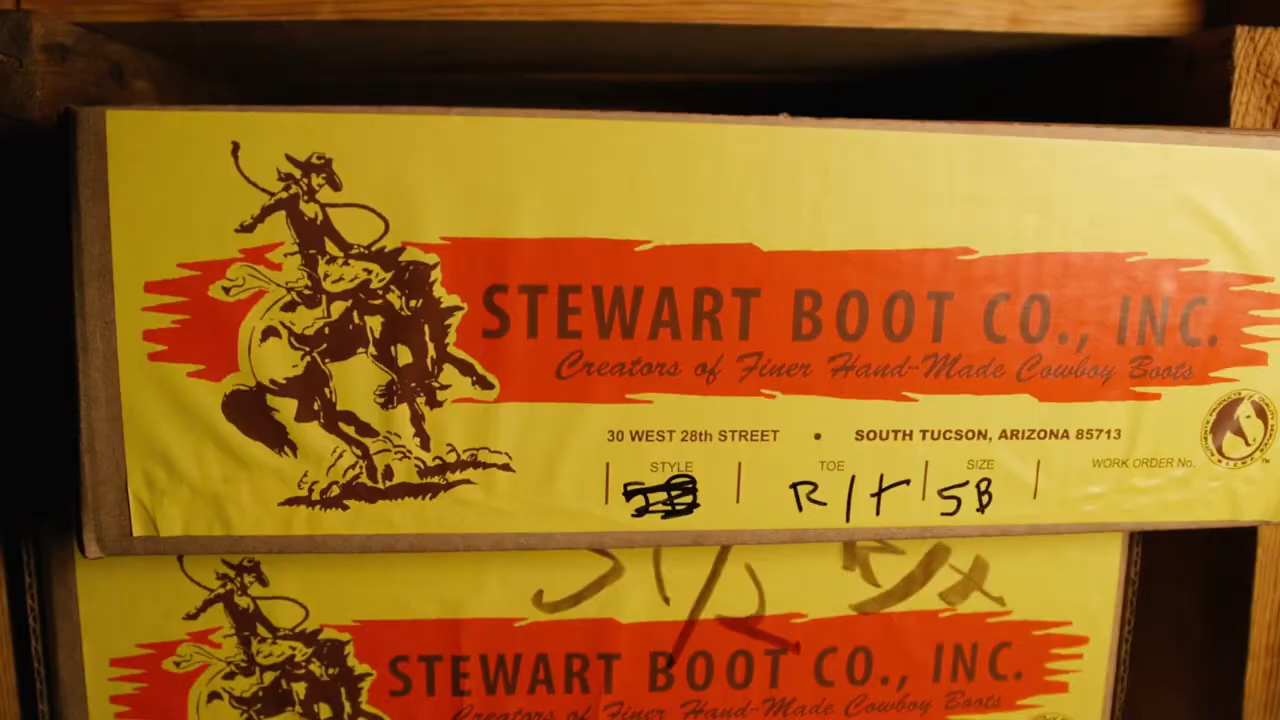 STEWART BOOT CO., INC.
Creators of Finer Hand-Made Cowboy Boots
30 WEST 28th STREET • SOUTH TUCSON, ARIZONA 85713
STYLE TOE SIZE WORK ORDER No.
R/+ 5B
STEWART BOOT CO., INC.
Creators of Finer Hand-Made Cowboy Boots